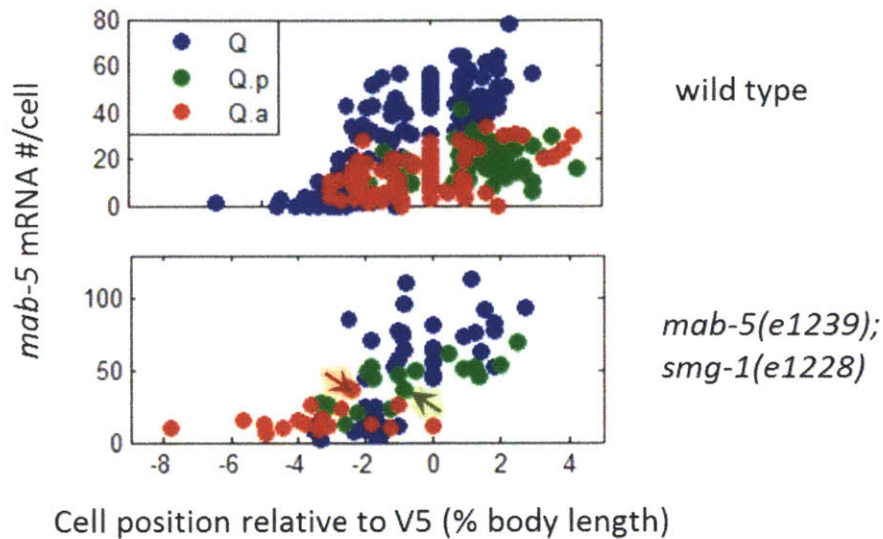 80
60
40
20
0
Q
Q.p
Q.a
wild type
mab-5 mRNA #/cell
100
50
0
mab-5(e1239);
smg-1(e1228)
-8 -6 -4 -2 0 2 4
Cell position relative to V5 (% body length)